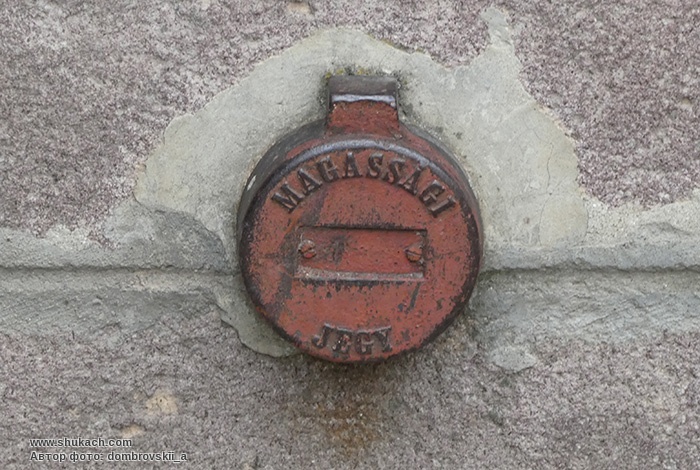 MAGASSÁGI
JEGY
www.shukach.com
Автор фото: dombrovskii_a